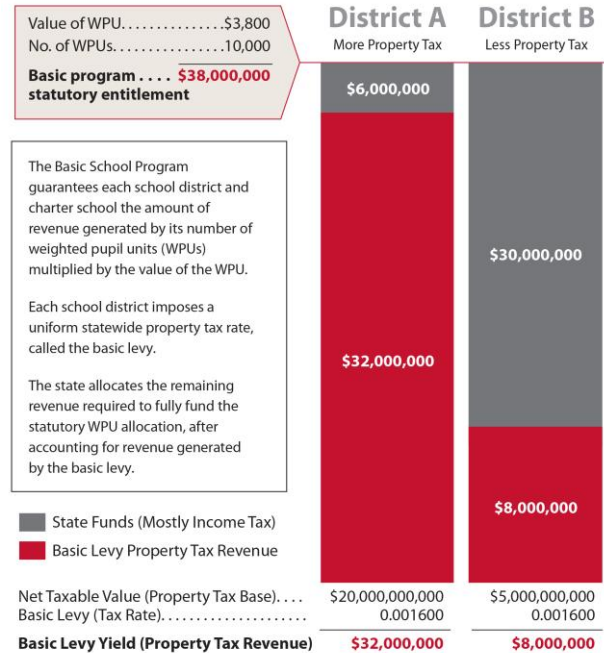 Value of WPU..............$3,800
No. of WPUs...............10,000
Basic program .... $38,000,000
statutory entitlement
District A
More Property Tax
District B
Less Property Tax
$6,000,000
$30,000,000
$32,000,000
$8,000,000
The Basic School Program
guarantees each school district and
charter school the amount of
revenue generated by its number of
weighted pupil units (WPUs)
multiplied by the value of the WPU.
Each school district imposes a
uniform statewide property tax rate,
called the basic levy.
The state allocates the remaining
revenue required to fully fund the
statutory WPU allocation, after
accounting for revenue generated
by the basic levy.
State Funds (Mostly Income Tax)
Basic Levy Property Tax Revenue
Net Taxable Value (Property Tax Base).... $20,000,000,000 $5,000,000,000
Basic Levy (Tax Rate)..................... 0.001600 0.001600
Basic Levy Yield (Property Tax Revenue) $32,000,000 $8,000,000